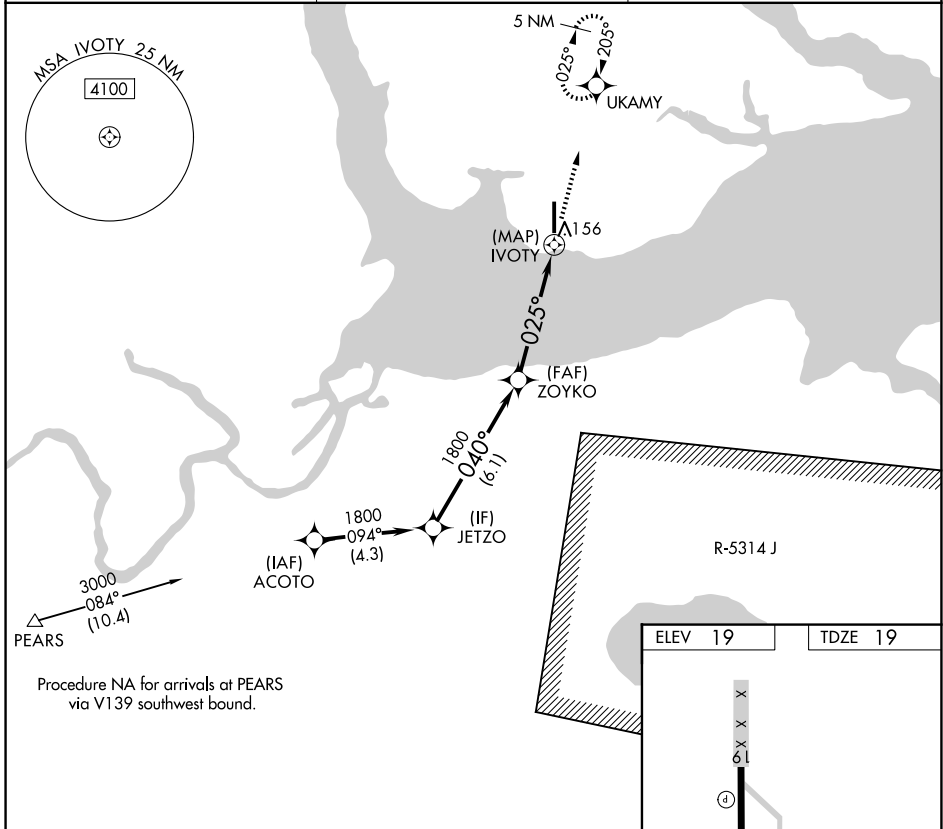 MSA IVOTY 25 NM
4100
5 NM
025°
205°
UKAMY
156
(MAP)
IVOTY
025°
(FAF)
ZOYKO
1800
040°
(6.1)
(IF)
JETZO
1800
094°
(4.3)
(IAF)
ACOTO
3000
084°
(10.4)
PEARS
R-5314 J
Procedure NA for arrivals at PEARS
via V139 southwest bound.
ELEV 19
TDZE 19
X
X
X
19
P